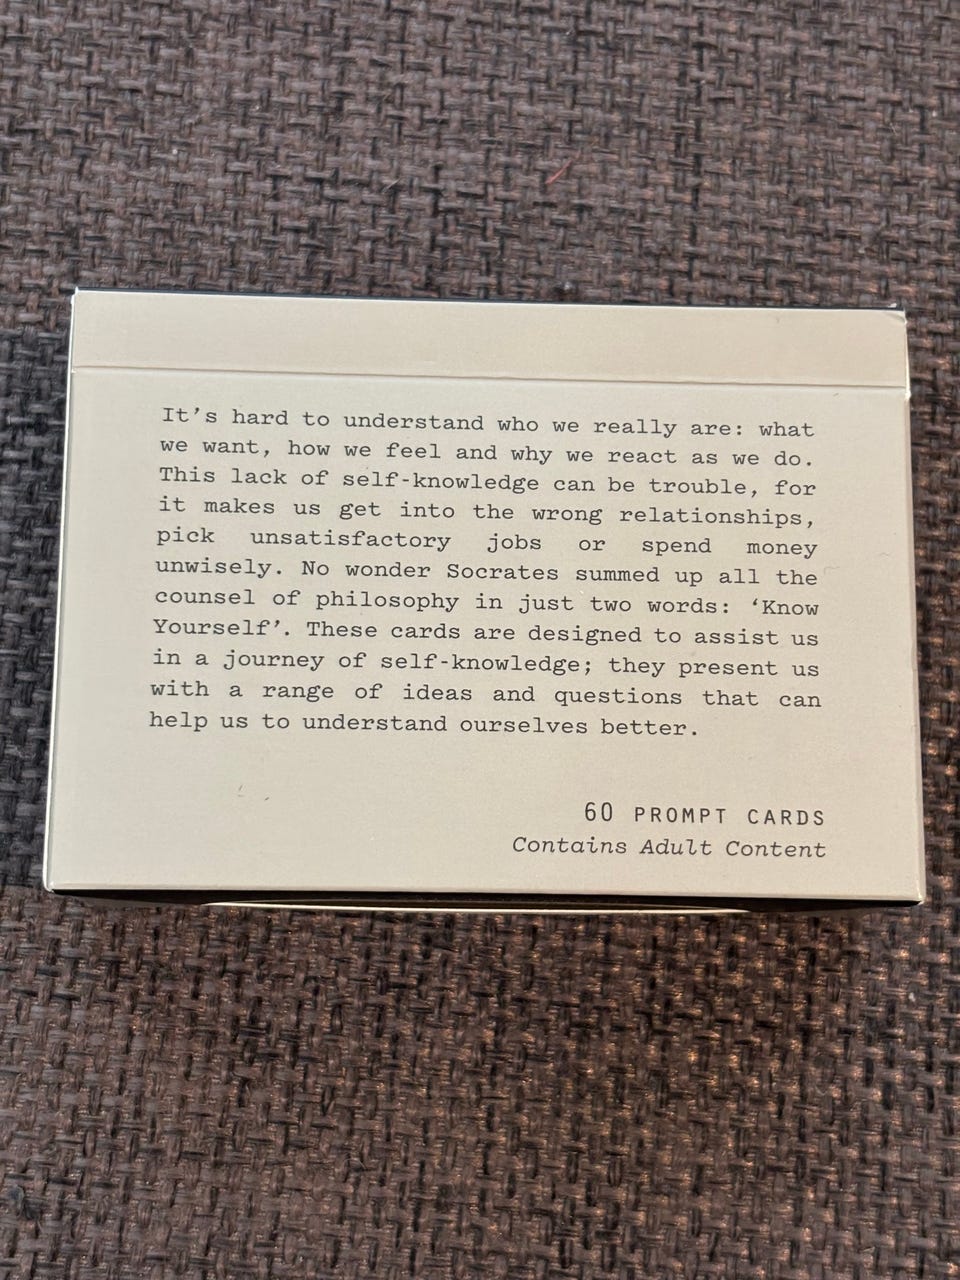 It’s hard to understand who we really are: what
we want, how we feel and why we react as we do.
This lack of self-knowledge can be trouble, for
it makes us get into the wrong relationships,
pick unsatisfactory jobs or spend money
unwisely. No wonder Socrates summed up all the
counsel of philosophy in just two words: ‘Know
Yourself’. These cards are designed to assist us
in a journey of self-knowledge; they present us
with a range of ideas and questions that can
help us to understand ourselves better.
60 PROMPT CARDS
Contains Adult Content